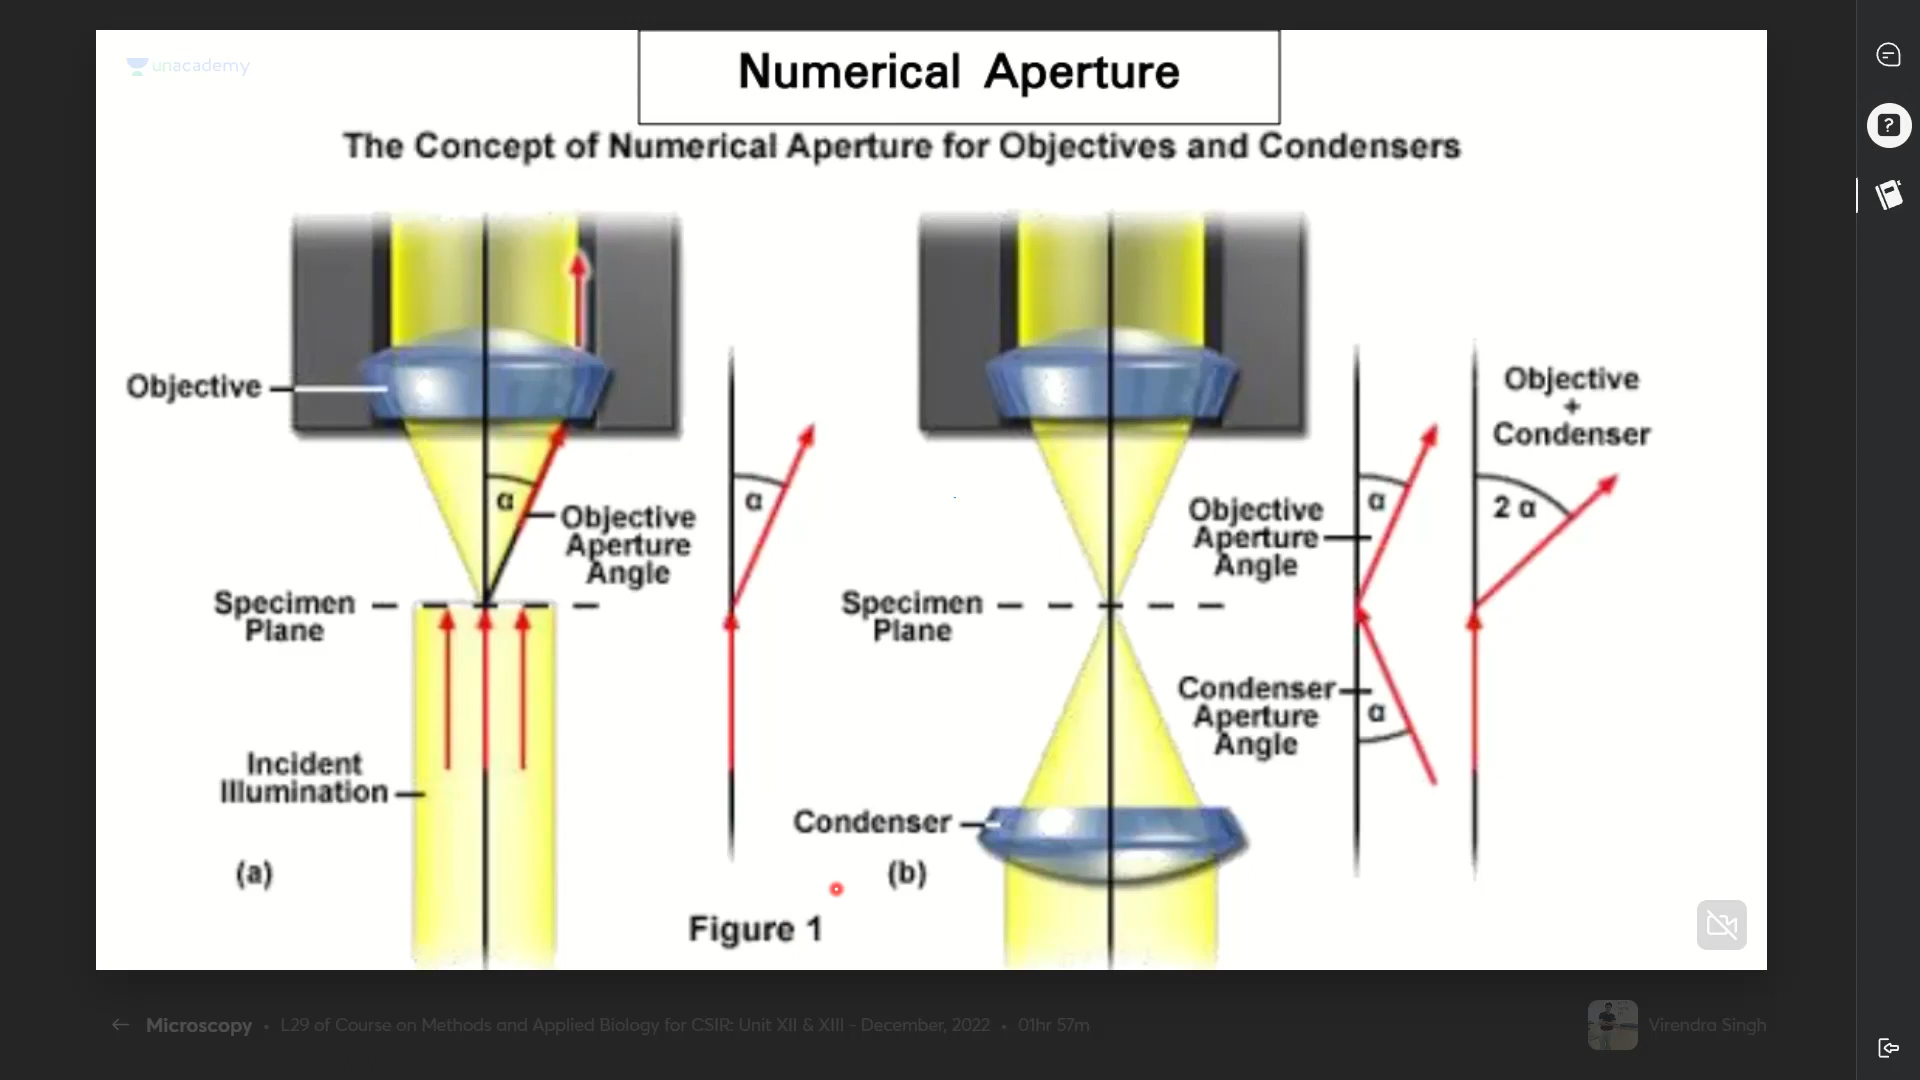 unacademy
Numerical Aperture
The Concept of Numerical Aperture for Objectives and Condensers
Objective
α
Objective
Aperture
Angle
α
Specimen
Plane
Incident
Illumination
(a)
Figure 1
Objective
Aperture
Angle
α
Objective
+
Condenser
2 α
Specimen
Plane
Condenser
Aperture
Angle
α
Condenser
(b)
← Microscopy • L29 of Course on Methods and Applied Biology for CSIR: Unit XII & XIII - December, 2022 • 01hr 57m
Virendra Singh